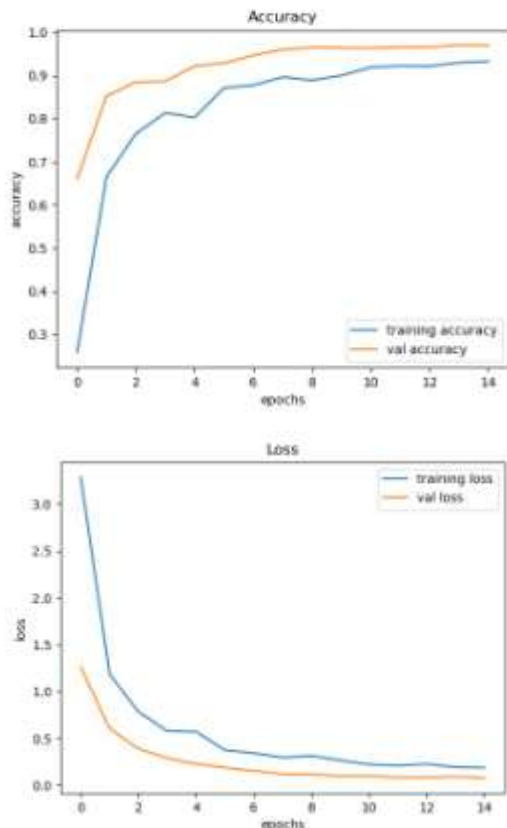 Accuracy
1.0
0.9
0.8
0.7
0.6
0.5
0.4
0.3
accuracy
training accuracy
val accuracy
0 2 4 6 8 10 12 14
epochs
Loss
3.0
2.5
2.0
1.5
1.0
0.5
0.0
loss
training loss
val loss
0 2 4 6 8 10 12 14
epochs